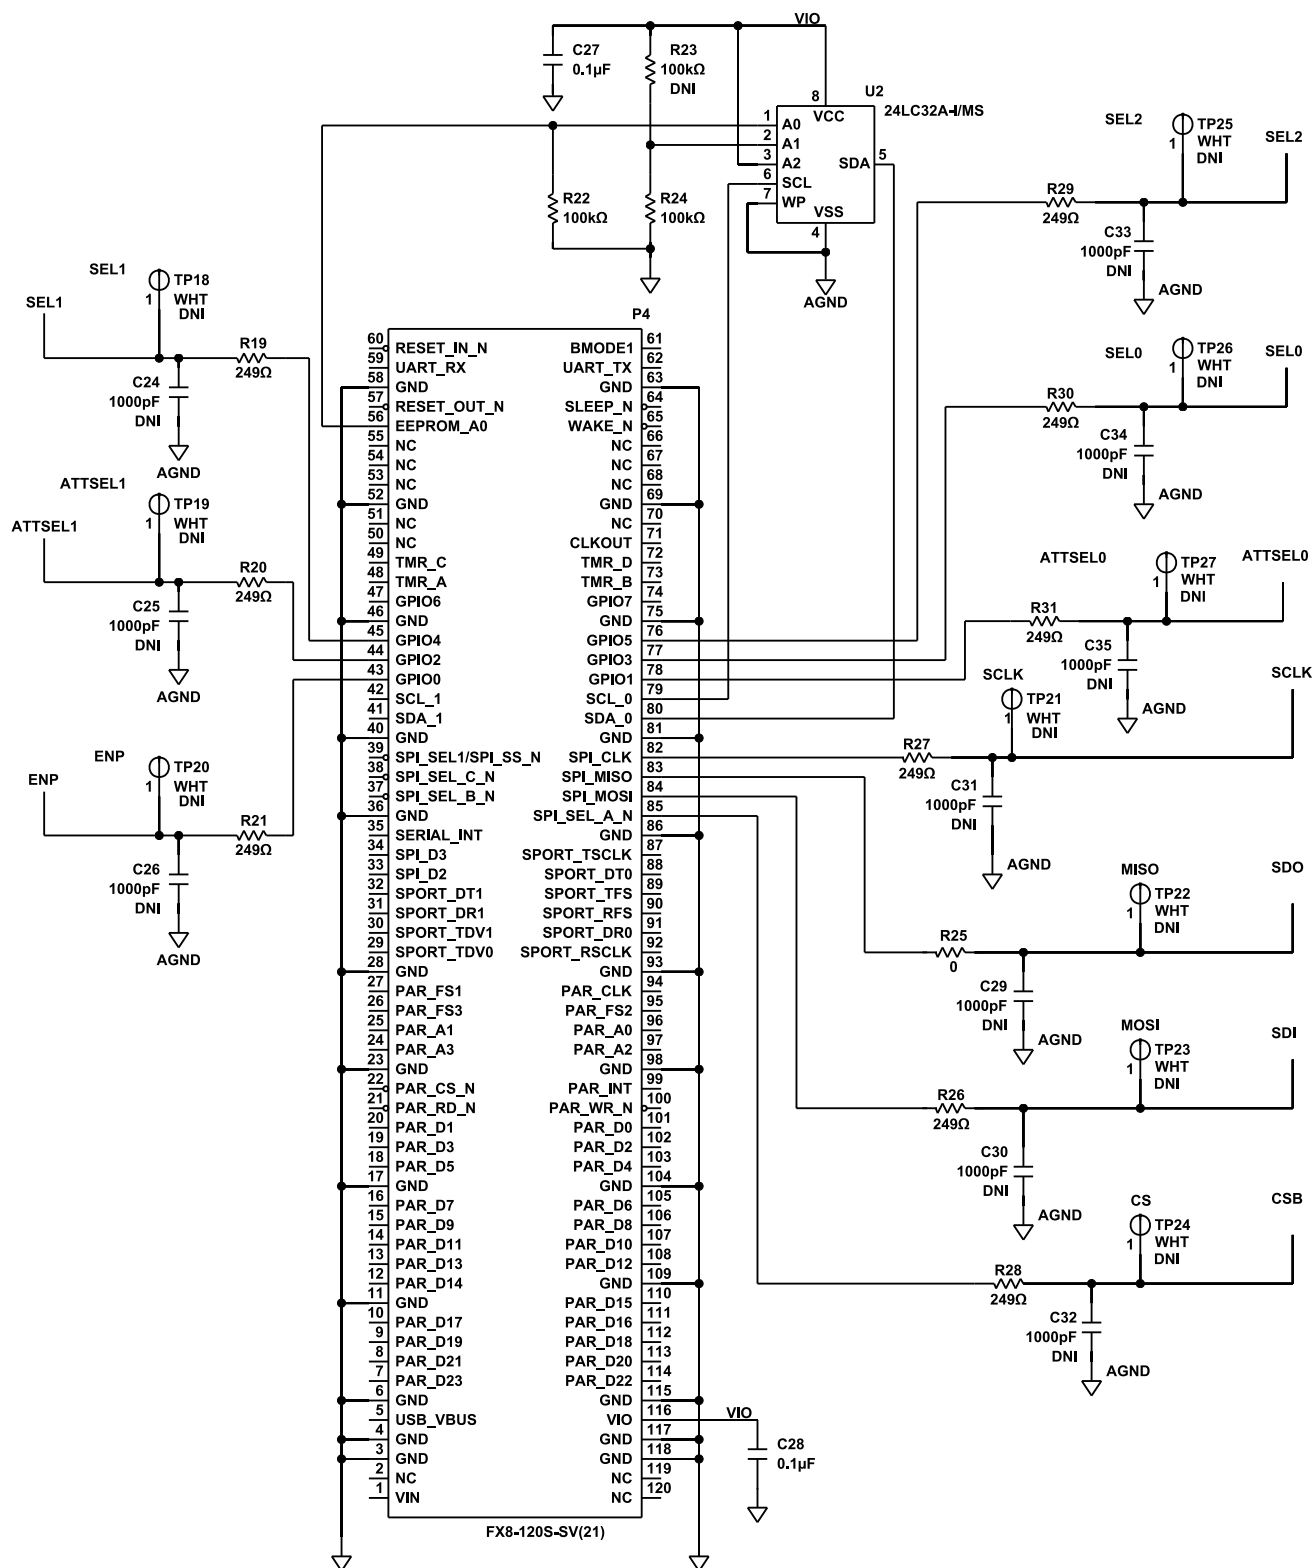 VIO
C27
0.1µF
R23
100kΩ
DNI
U2
24LC32A-I/MS
8
VCC
1 A0
2 A1
3 A2
6 SCL
7 WP
SDA 5
VSS
4
AGND
R22
100kΩ
R24
100kΩ
SEL2
TP25
1 WHT
DNI
SEL2
R29
249Ω
C33
1000pF
DNI
AGND
SEL1
SEL1
TP18
1 WHT
DNI
R19
249Ω
C24
1000pF
DNI
AGND
SEL0
TP26
1 WHT
DNI
SEL0
R30
249Ω
C34
1000pF
DNI
AGND
ATTSEL1
ATTSEL1
TP19
1 WHT
DNI
R20
249Ω
C25
1000pF
DNI
AGND
ATTSEL0
TP27
1 WHT
DNI
ATTSEL0
R31
249Ω
C35
1000pF
DNI
AGND
ENP
ENP
TP20
1 WHT
DNI
R21
249Ω
C26
1000pF
DNI
AGND
SCLK
TP21
1 WHT
DNI
SCLK
R27
249Ω
C31
1000pF
DNI
AGND
MISO
TP22
1 WHT
DNI
SDO
R25
0
C29
1000pF
DNI
AGND
MOSI
TP23
1 WHT
DNI
SDI
R26
249Ω
C30
1000pF
DNI
AGND
CS
TP24
1 WHT
DNI
CSB
R28
249Ω
C32
1000pF
DNI
AGND
P4
60 RESET_IN_N BMODE1 61
59 UART_RX UART_TX 62
58 GND GND 63
57 RESET_OUT_N SLEEP_N 64
56 EEPROM_A0 WAKE_N 65
55 NC NC 66
54 NC NC 67
53 NC NC 68
52 GND GND 69
51 NC NC 70
50 NC CLKOUT 71
49 TMR_C TMR_D 72
48 TMR_A TMR_B 73
47 GPIO6 GPIO7 74
46 GND GND 75
45 GPIO4 GPIO5 76
44 GPIO2 GPIO3 77
43 GPIO0 GPIO1 78
42 SCL_1 SCL_0 79
41 SDA_1 SDA_0 80
40 GND GND 81
39 SPI_SEL1/SPI_SS_N SPI_CLK 82
38 SPI_SEL_C_N SPI_MISO 83
37 SPI_SEL_B_N SPI_MOSI 84
36 GND SPI_SEL_A_N 85
35 SERIAL_INT GND 86
34 SPI_D3 SPORT_TSCLK 87
33 SPI_D2 SPORT_DT0 88
32 SPORT_DT1 SPORT_TFS 89
31 SPORT_DR1 SPORT_RFS 90
30 SPORT_TDV1 SPORT_DR0 91
29 SPORT_TDV0 SPORT_RSCLK 92
28 GND GND 93
27 PAR_FS1 PAR_CLK 94
26 PAR_FS3 PAR_FS2 95
25 PAR_A1 PAR_A0 96
24 PAR_A3 PAR_A2 97
23 GND GND 98
22 PAR_CS_N PAR_INT 99
21 PAR_RD_N PAR_WR_N 100
20 PAR_D1 PAR_D0 101
19 PAR_D3 PAR_D2 102
18 PAR_D5 PAR_D4 103
17 GND GND 104
16 PAR_D7 PAR_D6 105
15 PAR_D9 PAR_D8 106
14 PAR_D11 PAR_D10 107
13 PAR_D13 PAR_D12 108
12 PAR_D14 GND 109
11 GND PAR_D15 110
10 PAR_D17 PAR_D16 111
9 PAR_D19 PAR_D18 112
8 PAR_D21 PAR_D20 113
7 PAR_D23 PAR_D22 114
6 GND GND 115
5 USB_VBUS VIO 116
4 GND GND 117
3 GND GND 118
2 NC NC 119
1 VIN NC 120
VIO
C28
0.1µF
FX8-120S-SV(21)